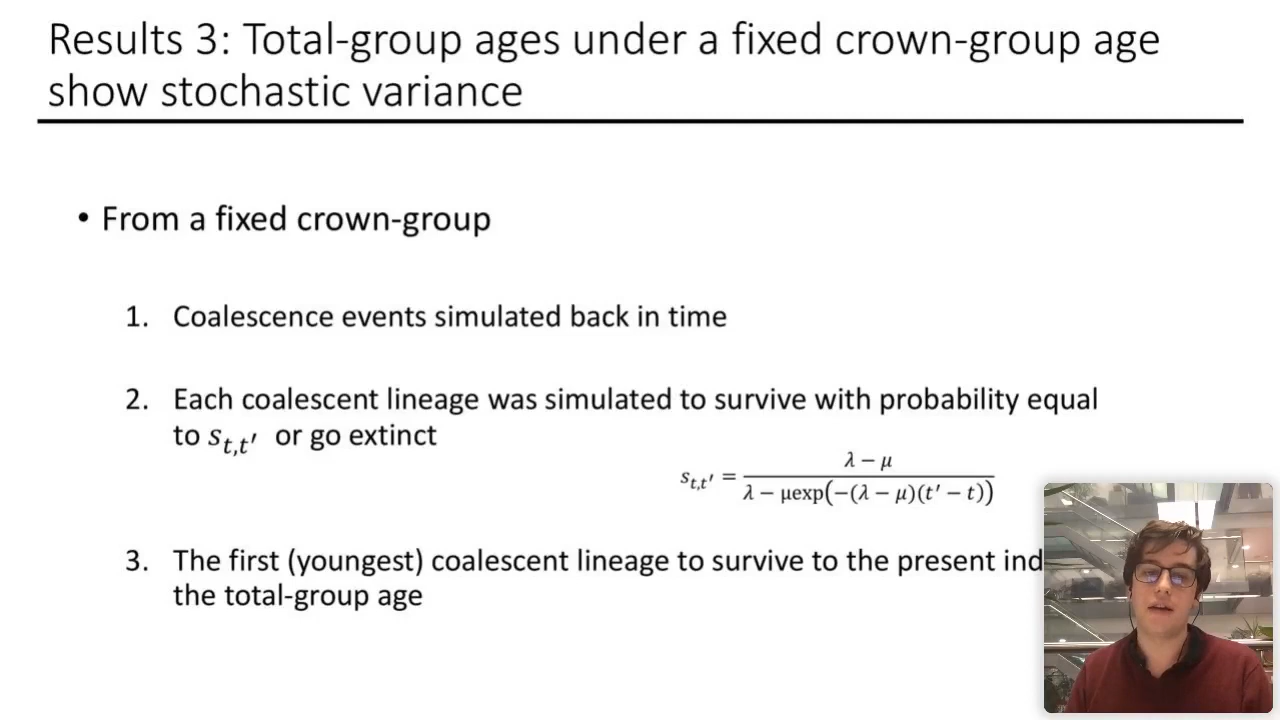 Results 3: Total-group ages under a fixed crown-group age
show stochastic variance
• From a fixed crown-group
1. Coalescence events simulated back in time
2. Each coalescent lineage was simulated to survive with probability equal
to s_{t,t′} or go extinct
s_{t,t′} = \frac{λ − μ}{λ − μexp(−(λ − μ)(t′ − t))}
3. The first (youngest) coalescent lineage to survive to the present
the total-group age